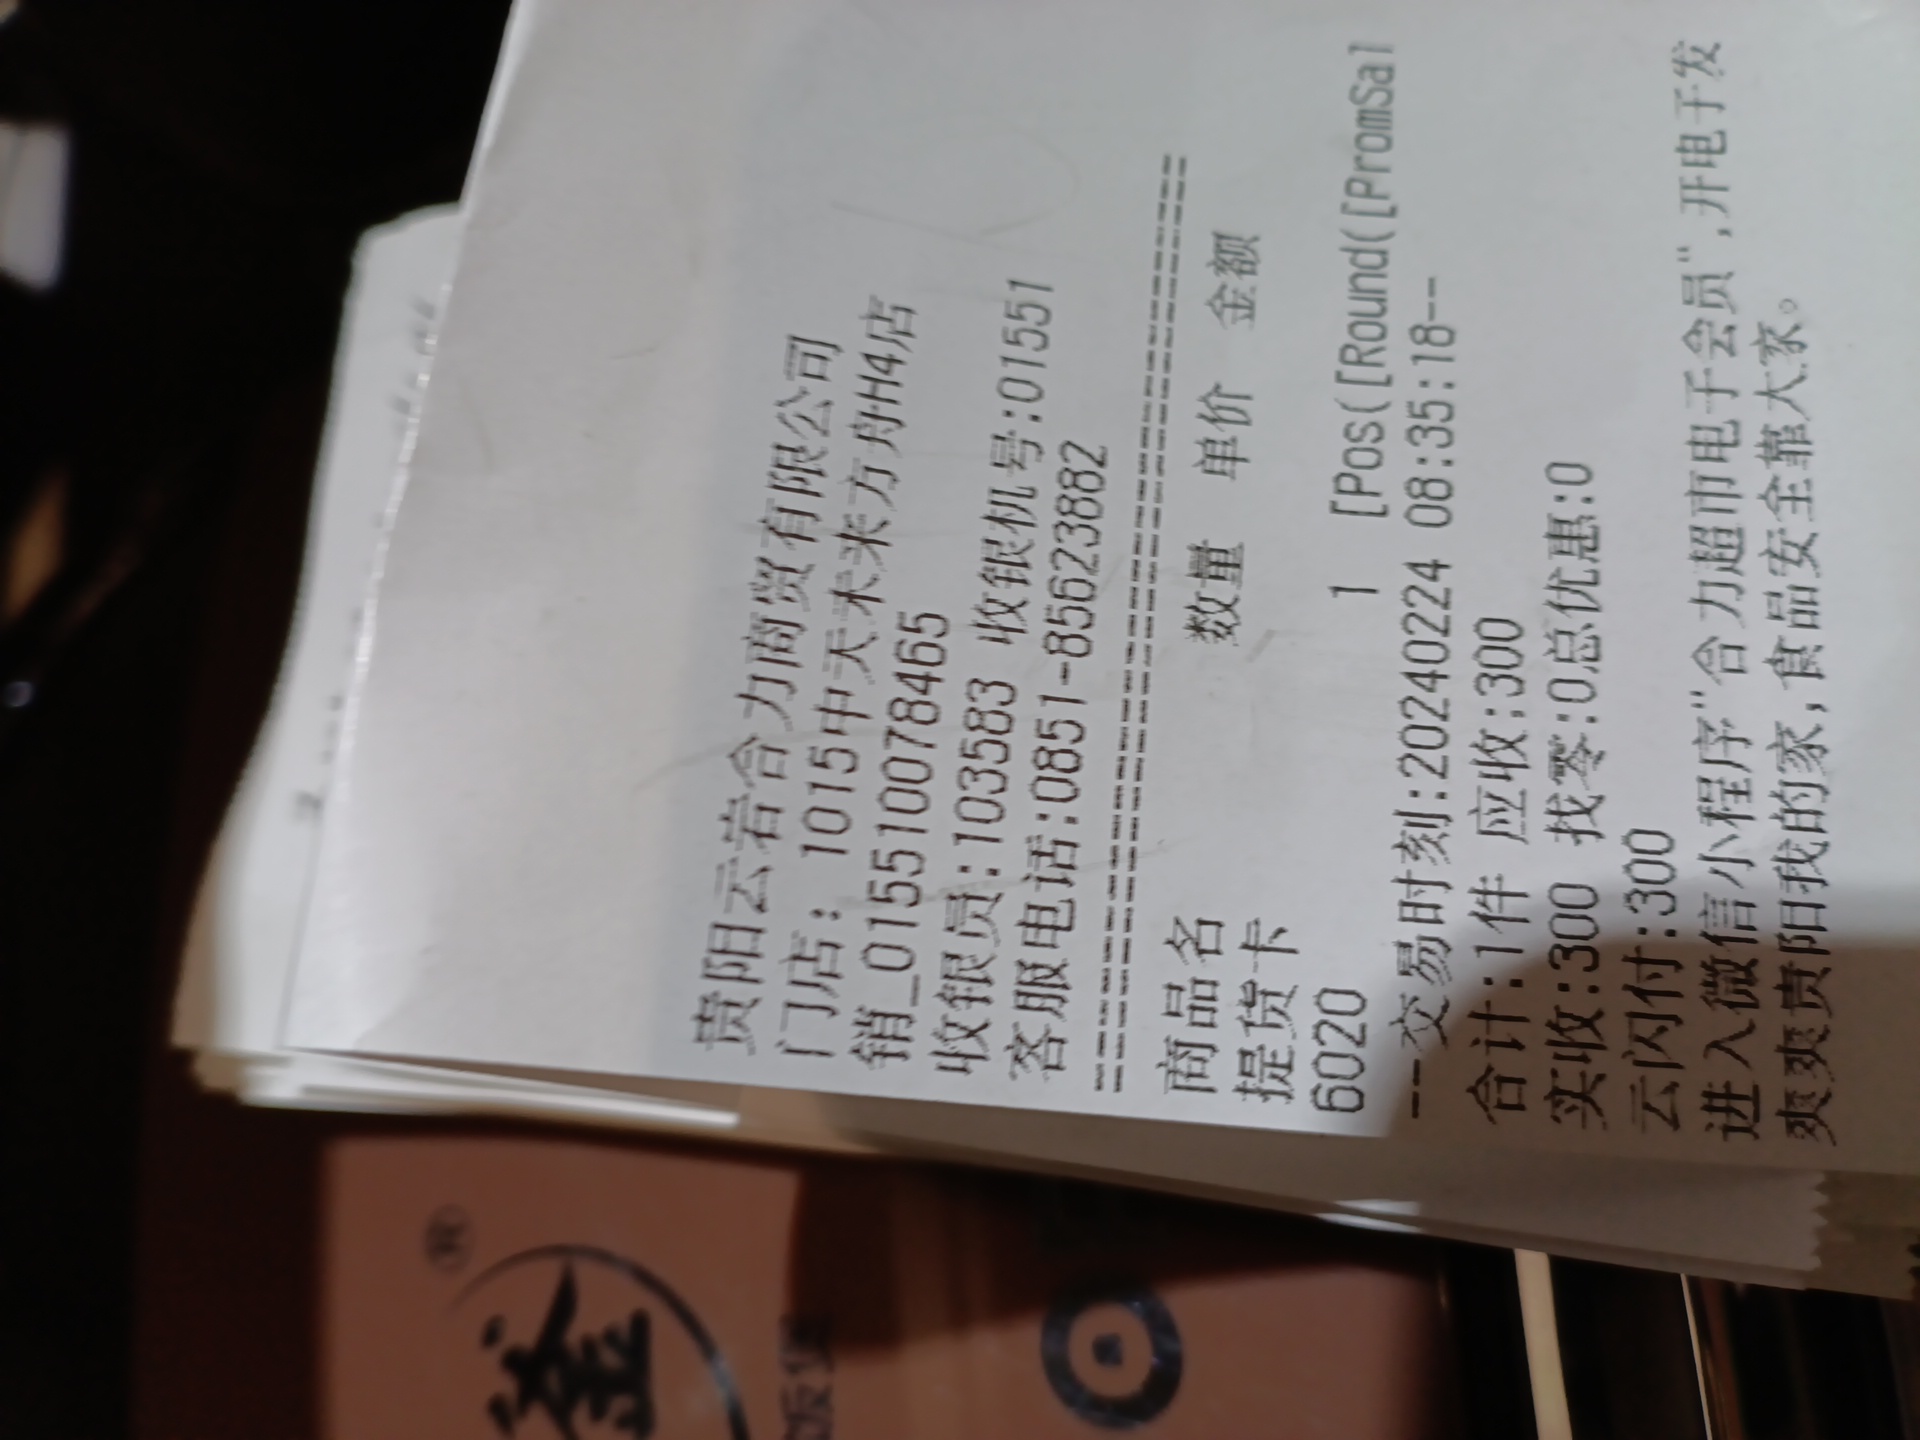 贵阳云岩合力商贸有限公司
门店: 1015中天未来方舟H4店
销_015510078465
收银员:103583 收银机号:01551
客服电话:0851-85623882
商品名 数量 单价 金额
提货卡
6020 1 [Pos([Round([PromSal
--交易时刻:20240224 08:35:18--
合计:1件 应收:300
实收:300 找零:0总优惠:0
云闪付:300
进入微信小程序"合力超市电子会员",开电子发
爽爽贵阳我的家,食品安全靠大家。
®